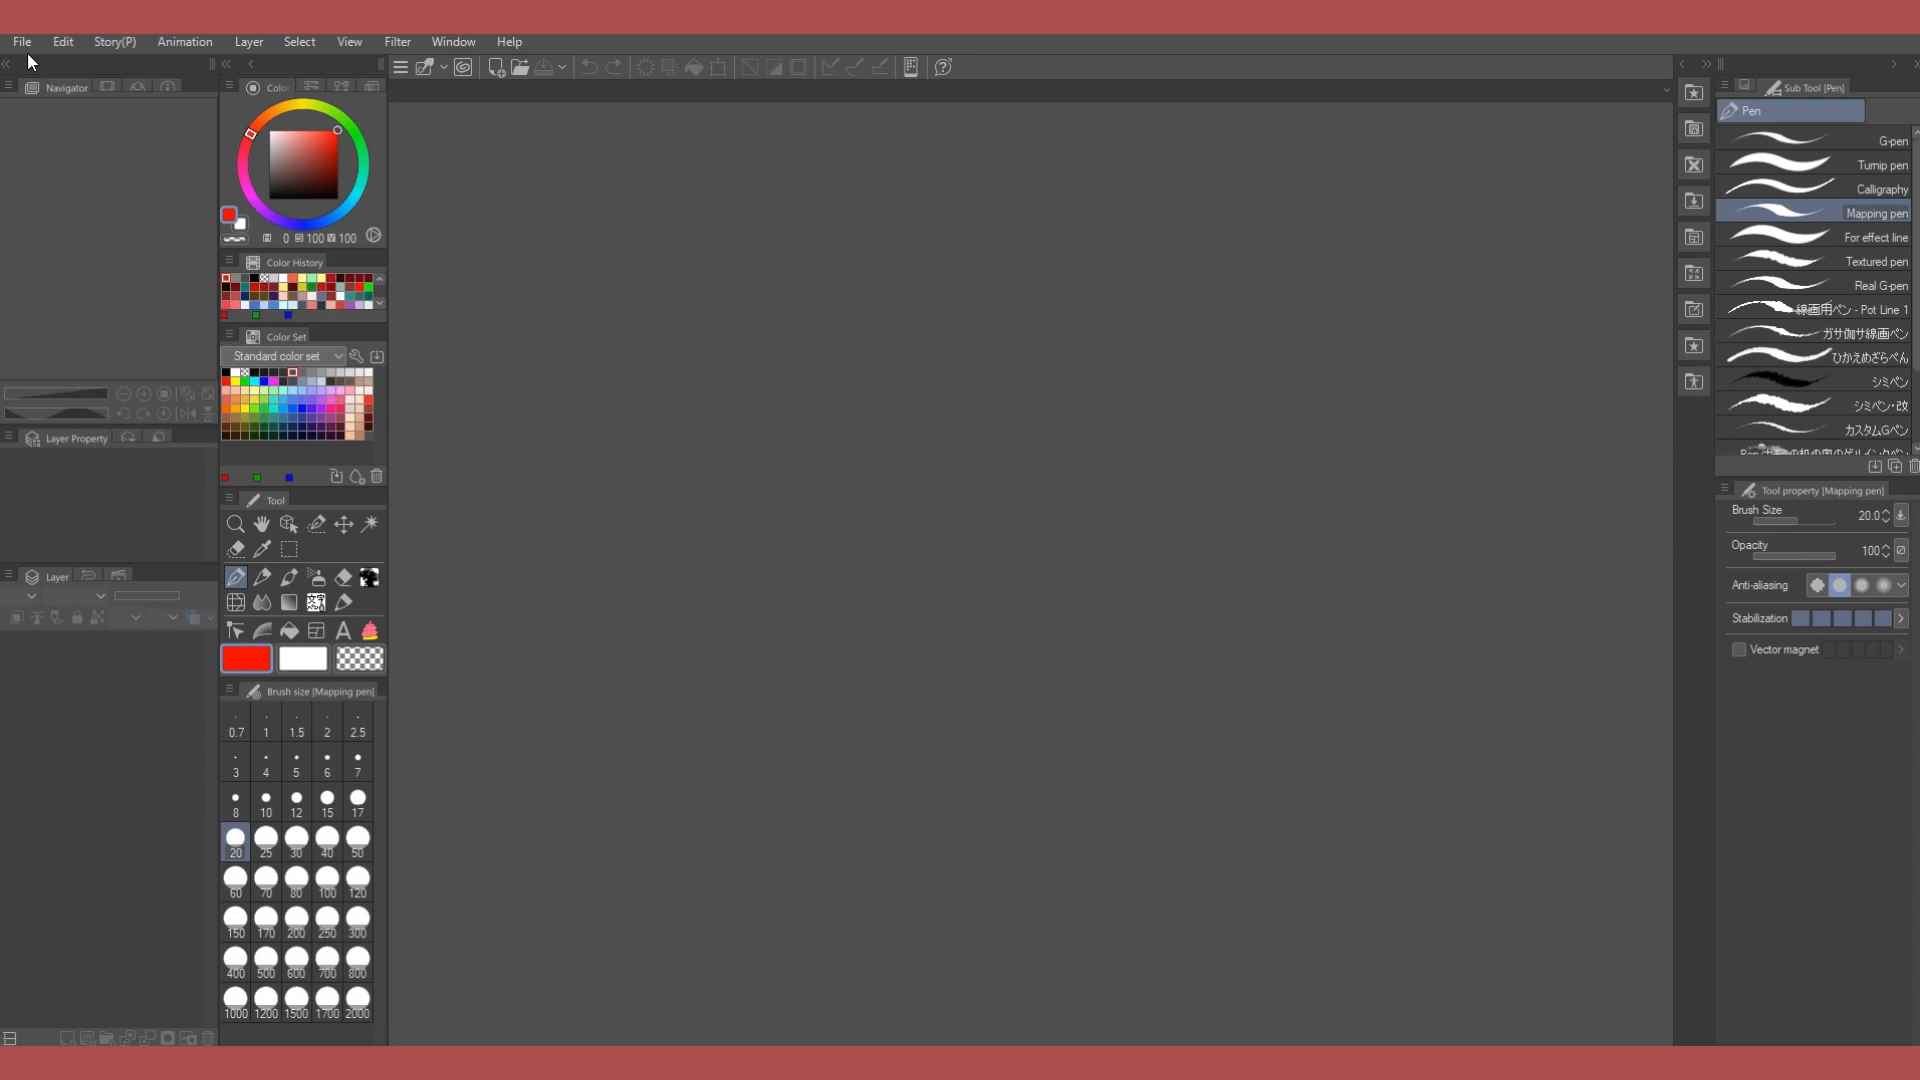 File Edit Story(P) Animation Layer Select View Filter Window Help
Navigator
Layer Property
Layer
Color
0 100 100
Color History
Color Set
Standard color set
Tool
A
Brush size [Mapping pen]
0.7 1 1.5 2 2.5
3 4 5 6 7
8 10 12 15 17
20 25 30 40 50
60 70 80 100 120
150 170 200 250 300
400 500 600 700 800
1000 1200 1500 1700 2000
Sub Tool [Pen]
Pen
G-pen
Turnip pen
Calligraphy
Mapping pen
For effect line
Textured pen
Real G-pen
線画用ペン - Pot Line 1
ガサ伽サ線画ペン
ひかえめざらぺん
シミペン
シミペン・改
カスタムGペン
Tool property [Mapping pen]
Brush Size 20.0
Opacity 100
Anti-aliasing
Stabilization
Vector magnet